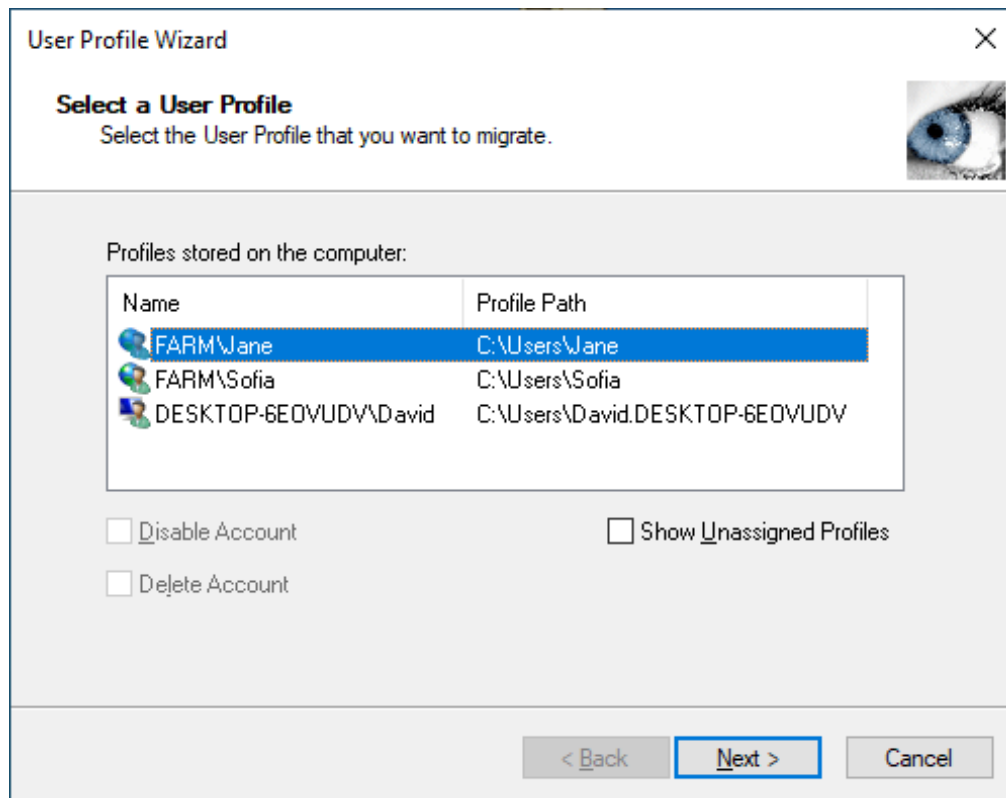 User Profile Wizard
Select a User Profile
Select the User Profile that you want to migrate.
Profiles stored on the computer:
Name Profile Path
FARM\Jane C:\Users\Jane
FARM\Sofia C:\Users\Sofia
DESKTOP-6E0VUDV\David C:\Users\David.DESKTOP-6E0VUDV
Disable Account Show Unassigned Profiles
Delete Account
< Back Next > Cancel